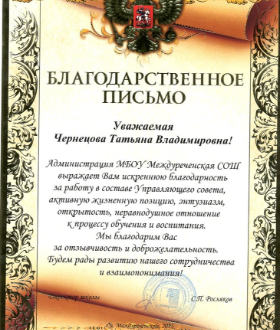 БЛАГОДАРСТВЕННОЕ
ПИСЬМО
Уважаемая
Чернецова Татьяна Владимировна!
Администрация МБОУ Междуреченская СОШ
выражает Вам искреннюю благодарность
за работу в составе Управляющего совета,
активную жизненную позицию, энтузиазм,
открытость, неравнодушное отношение
к процессу обучения и воспитания.
Мы благодарим Вас
за отзывчивость и доброжелательность.
Будем рады развитию нашего сотрудничества
и взаимопонимания!
Директор школы С.П. Росляков